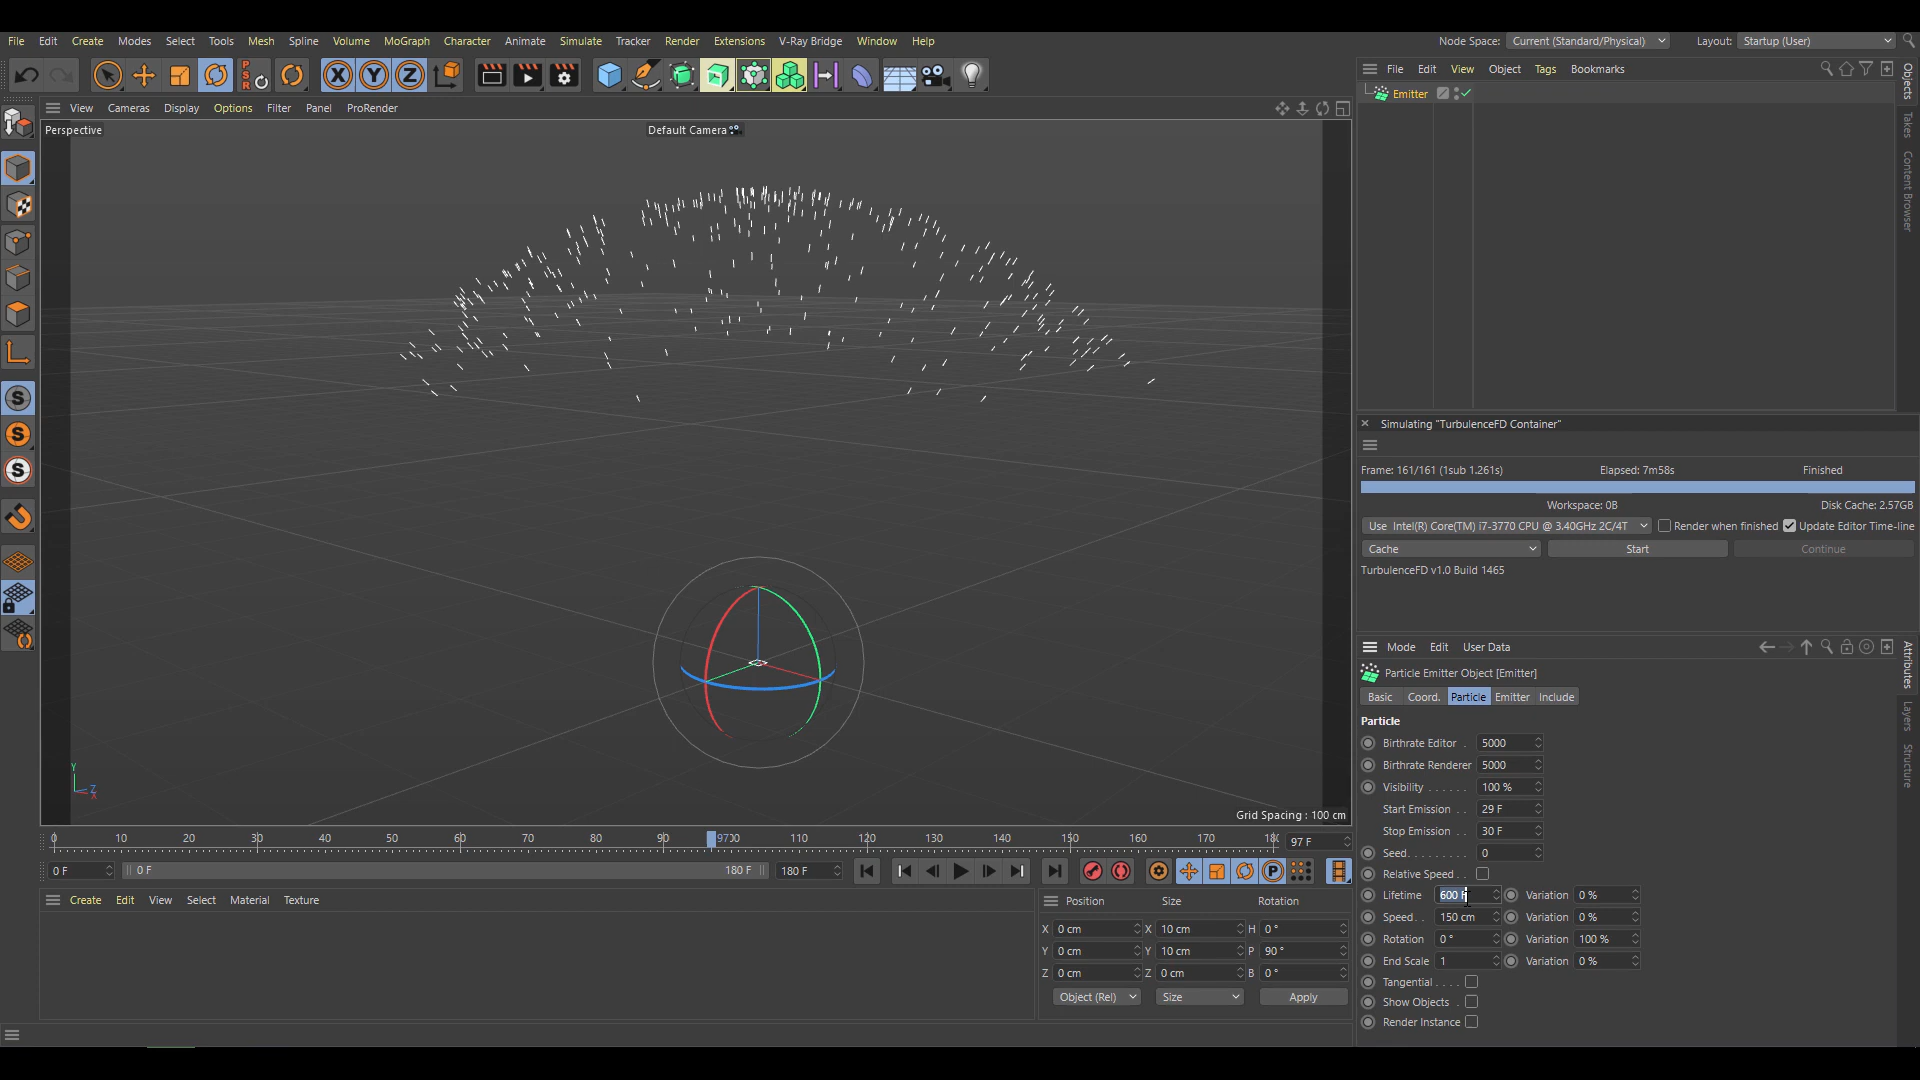 File Edit Create Modes Select Tools Mesh Spline Volume MoGraph Character Animate Simulate Tracker Render Extensions V-Ray Bridge Window Help
Node Space: Current (Standard/Physical) Layout: Startup (User)
PSR
X Y Z
File Edit View Object Tags Bookmarks
Emitter
Objects
Takes
Content Browser
View Cameras Display Options Filter Panel ProRender
Perspective
Default Camera
S
S
S
Y
Z
X
Grid Spacing : 100 cm
Simulating "TurbulenceFD Container"
Frame: 161/161 (1sub 1.261s) Elapsed: 7m58s Finished
Workspace: 0B Disk Cache: 2.57GB
Use Intel(R) Core(TM) i7-3770 CPU @ 3.40GHz 2C/4T Render when finished Update Editor Time-line
Cache Start Continue
TurbulenceFD v1.0 Build 1465
Mode Edit User Data
Particle Emitter Object [Emitter]
Basic Coord. Particle Emitter Include
Particle
Birthrate Editor . 5000
Birthrate Renderer 5000
Visibility . . . . . . 100 %
Start Emission . . 29 F
Stop Emission . . 30 F
Seed. . . . . . . . . 0
Relative Speed . .
Lifetime 600 F Variation 0 %
Speed. . 150 cm Variation 0 %
Rotation 0 ° Variation 100 %
End Scale 1 Variation 0 %
Tangential . . . .
Show Objects .
Render Instance
Attributes
Layers
Structure
0 10 20 30 40 50 60 70 80 90 97 110 120 130 140 150 160 170 97 F
0 F 0 F 180 F 180 F
P
Create Edit View Select Material Texture
Position Size Rotation
X 0 cm X 10 cm H 0 °
Y 0 cm Y 10 cm P 90 °
Z 0 cm Z 0 cm B 0 °
Object (Rel) Size Apply